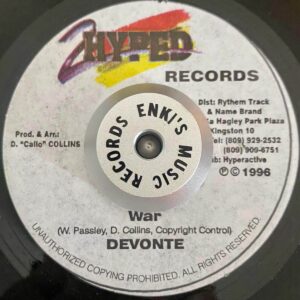 2 HYPED
RECORDS
Dist: Rythem Track
& Name Brand
Hagley Park Plaza
Kingston 10
Tel: (809) 929-2532
(809) 909-6751
Pub: Hyperactive
Prod. & Arr.:
D. "Callo" COLLINS
ENKI'S MUSIC RECORDS
℗ © 1996
War
(W. Passley, D. Collins, Copyright Control)
DEVONTE
UNAUTHORIZED COPYING PROHIBITED. ALL RIGHTS RESERVED